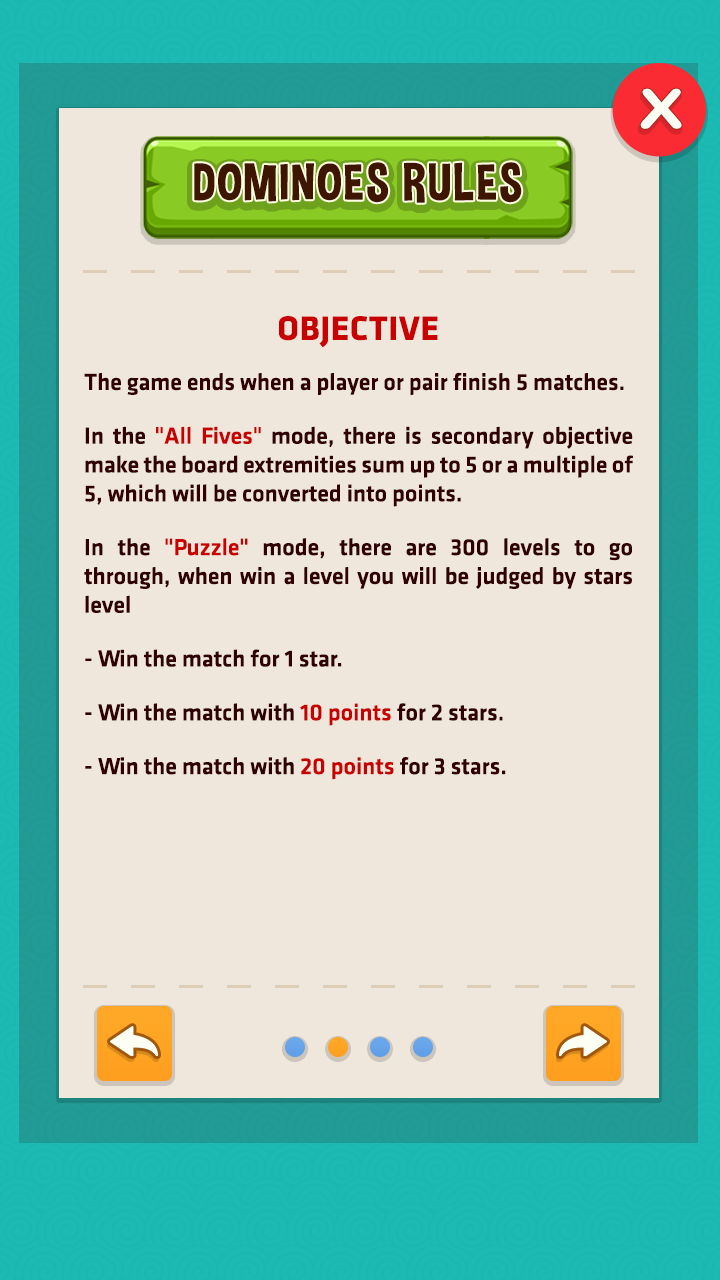 DOMINOES RULES
OBJECTIVE
The game ends when a player or pair finish 5 matches.
In the "All Fives" mode, there is secondary objective
make the board extremities sum up to 5 or a multiple of
5, which will be converted into points.
In the "Puzzle" mode, there are 300 levels to go
through, when win a level you will be judged by stars
level
- Win the match for 1 star.
- Win the match with 10 points for 2 stars.
- Win the match with 20 points for 3 stars.